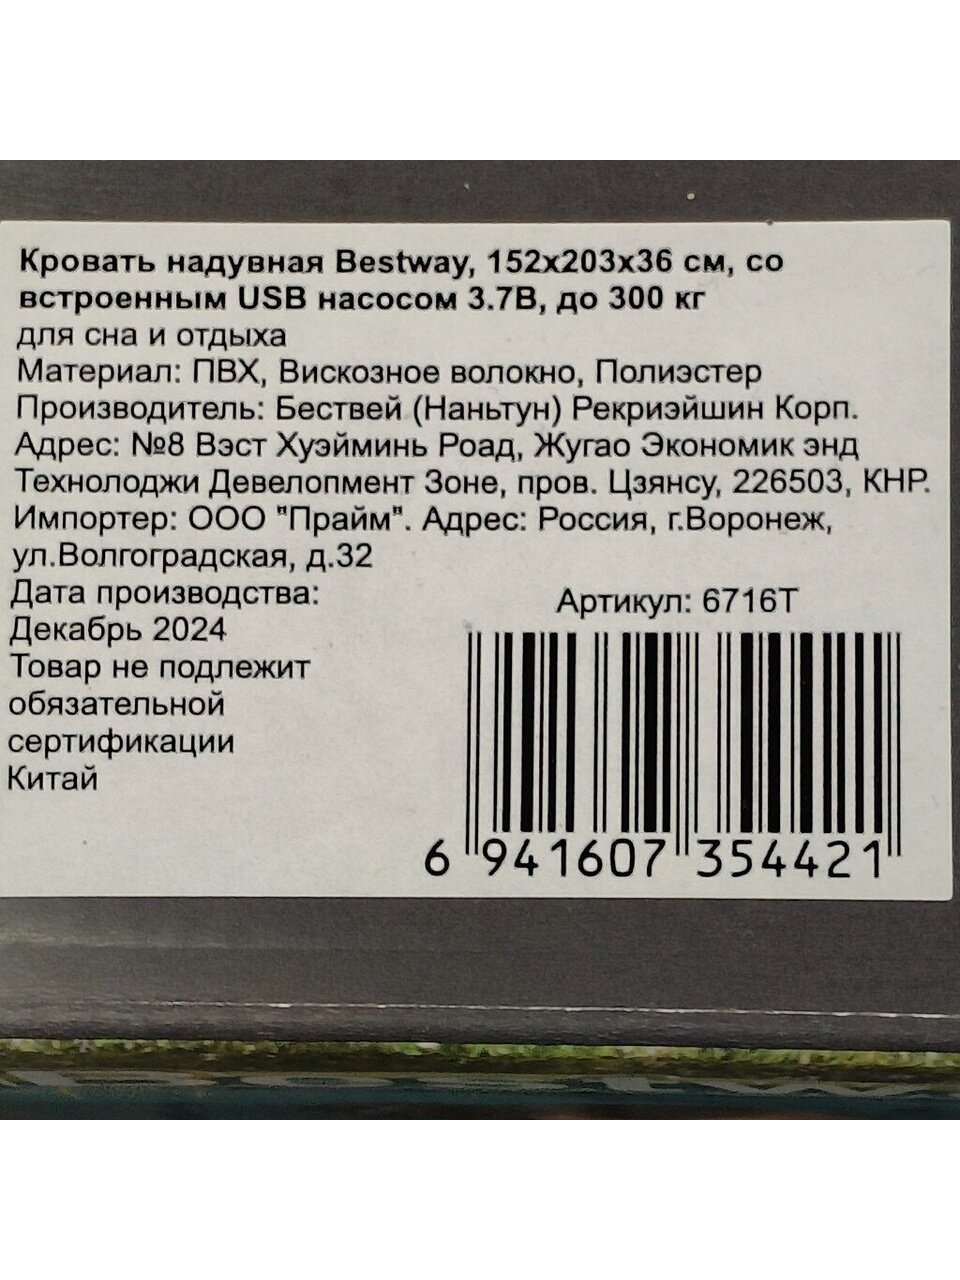 Кровать надувная Bestway, 152x203x36 см, со
встроенным USB насосом 3.7В, до 300 кг
для сна и отдыха
Материал: ПВХ, Вискозное волокно, Полиэстер
Производитель: Бествей (Наньтун) Рекриэйшин Корп.
Адрес: №8 Вэст Хуэйминь Роад, Жугао Экономик энд
Технолоджи Девелопмент Зоне, пров. Цзянсу, 226503, КНР.
Импортер: ООО "Прайм". Адрес: Россия, г.Воронеж,
ул.Волгоградская, д.32
Дата производства:
Декабрь 2024
Товар не подлежит
обязательной
сертификации
Китай
Артикул: 6716T
6 941607 354421